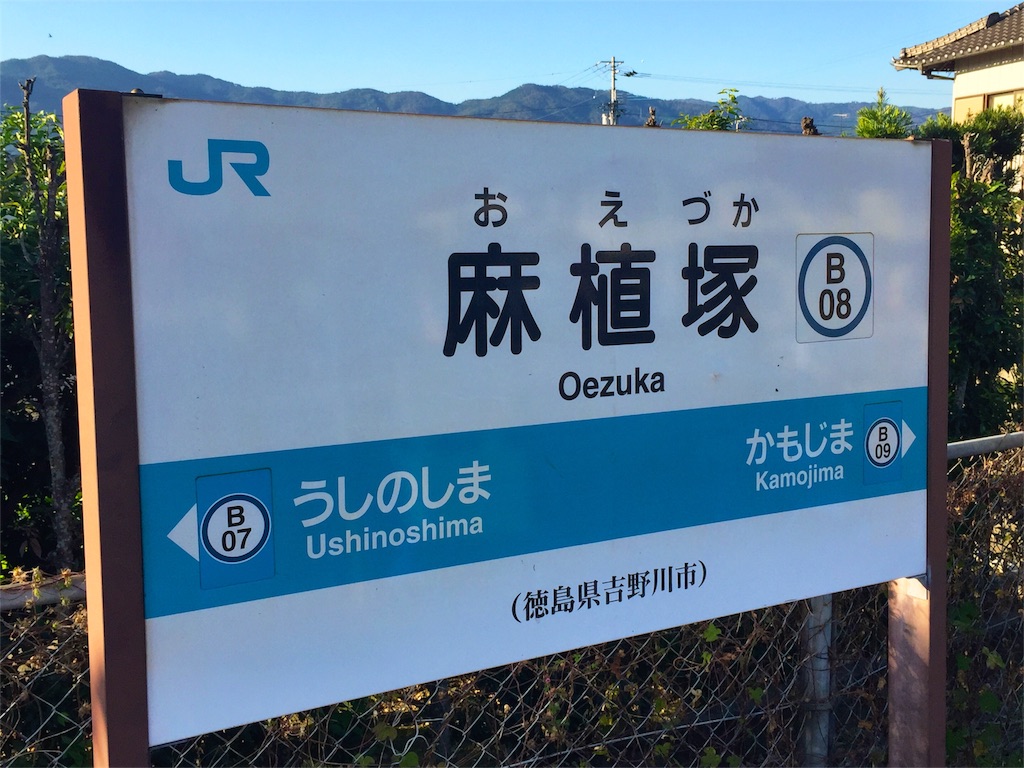 JR
おえづか
麻植塚
B
08
Oezuka
B
07
うしのしま
Ushinoshima
かもじま
Kamojima
B
09
(徳島県吉野川市)